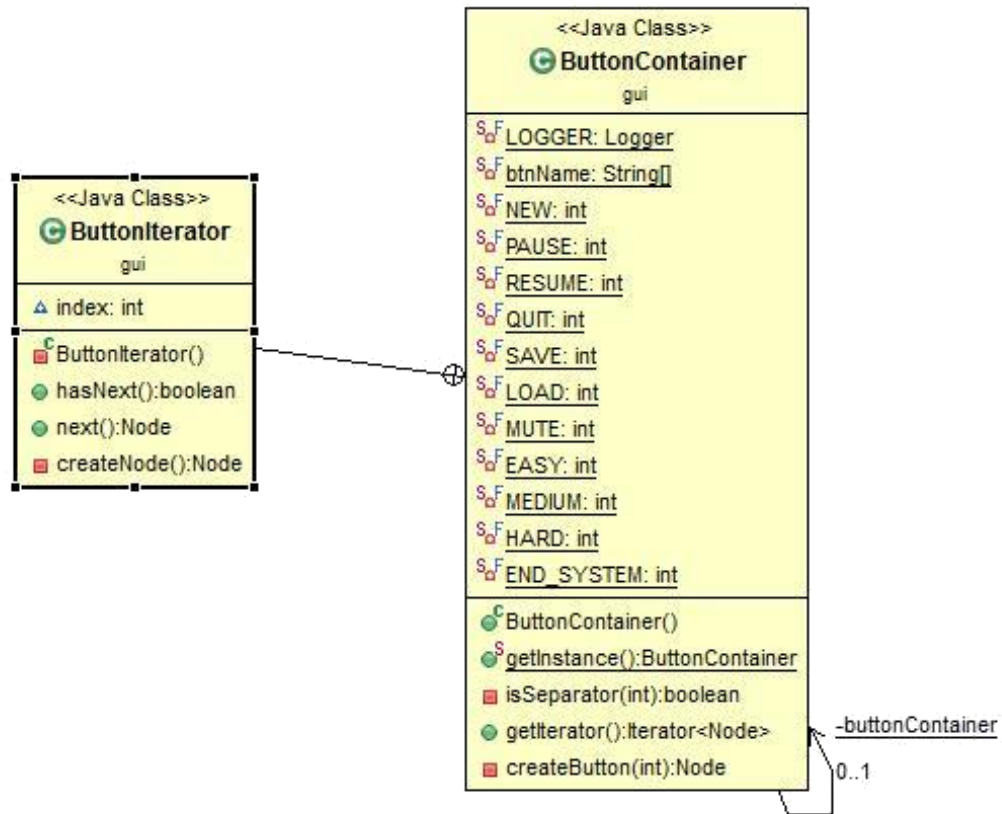 <<Java Class>>
ButtonIterator
gui
index: int
ButtonIterator()
hasNext():boolean
next():Node
createNode():Node
<<Java Class>>
ButtonContainer
gui
LOGGER: Logger
btnName: String[]
NEW: int
PAUSE: int
RESUME: int
QUIT: int
SAVE: int
LOAD: int
MUTE: int
EASY: int
MEDIUM: int
HARD: int
END_SYSTEM: int
ButtonContainer()
getInstance():ButtonContainer
isSeparator(int):boolean
getIterator():Iterator<Node>
createButton(int):Node
-buttonContainer
0..1